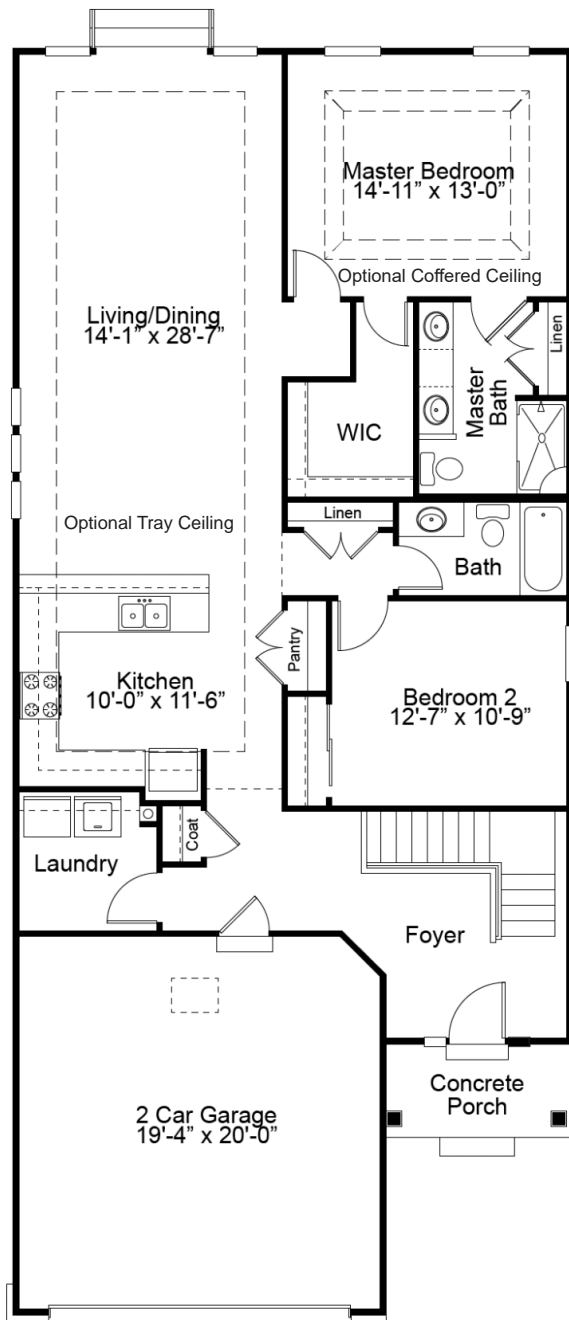 Master Bedroom
14'-11” x 13'-0”
Optional Coffered Ceiling
Living/Dining
14'-1” x 28'-7”
Linen
Master
Bath
WIC
Optional Tray Ceiling
Linen
Bath
Pantry
Kitchen
10'-0” x 11'-6”
Bedroom 2
12'-7” x 10'-9”
Coat
Laundry
Foyer
Concrete
Porch
2 Car Garage
19'-4” x 20'-0”